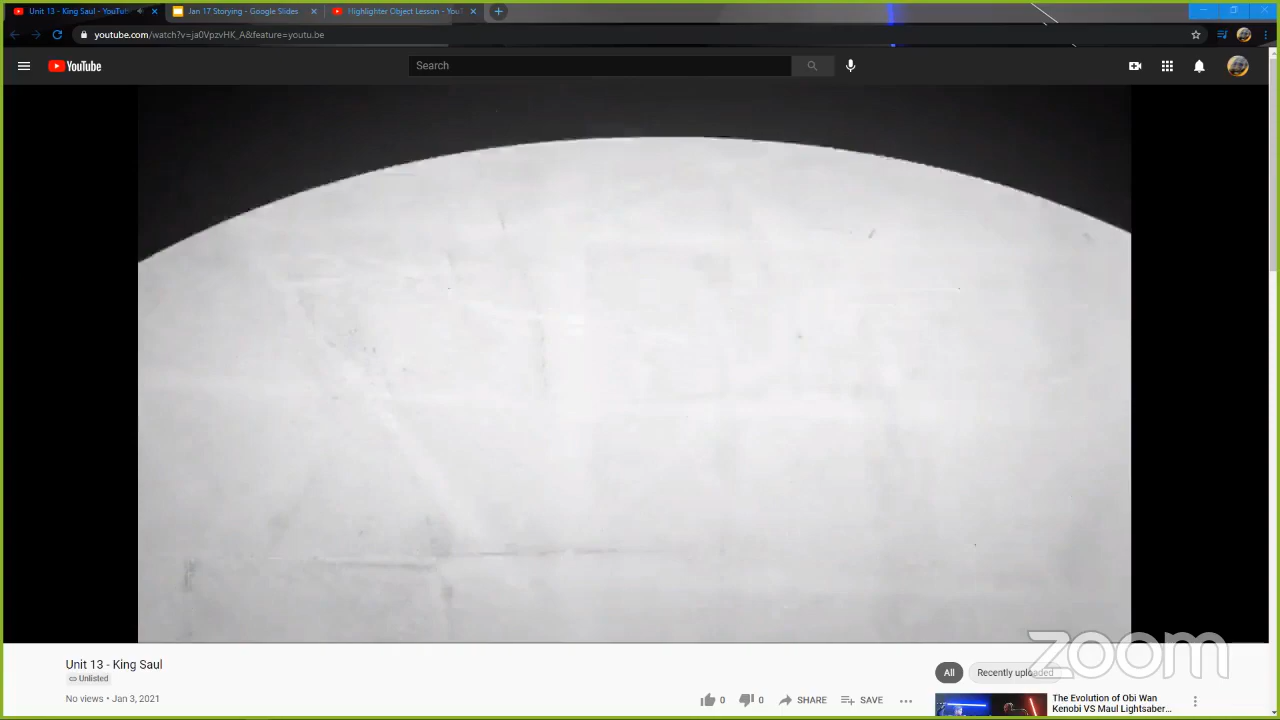 Unit 13 - King Saul - YouTub
Jan 17 Storying - Google Slides
Highlighter Object Lesson - YouT
youtube.com/watch?v=ja0VpzvHK_A&feature=youtu.be
YouTube
Search
Unit 13 - King Saul
Unlisted
No views • Jan 3, 2021
0
0
SHARE
SAVE
All
Recently uploaded
zoom
The Evolution of Obi Wan
Kenobi VS Maul Lightsaber...